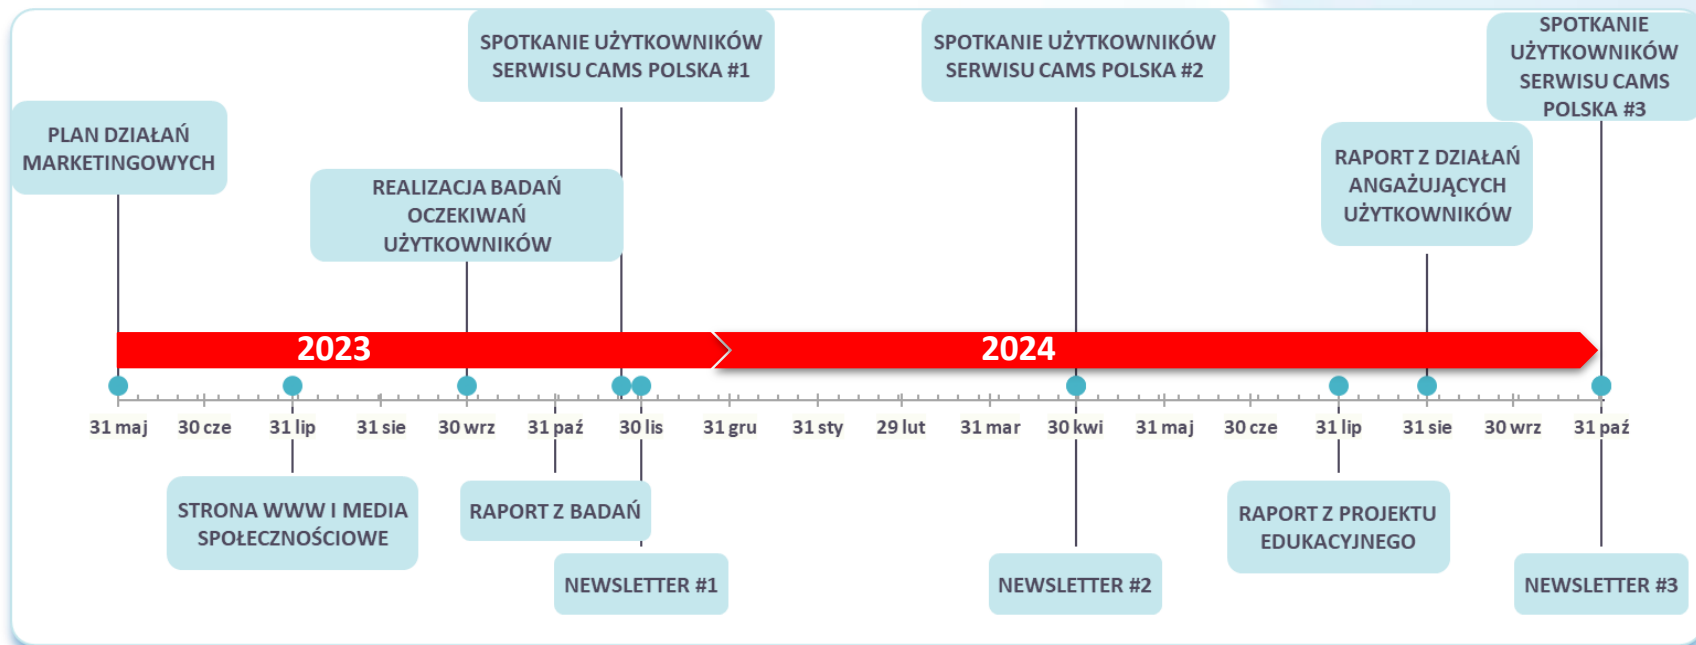 SPOTKANIE UŻYTKOWNIKÓW
SERWISU CAMS POLSKA #1
SPOTKANIE UŻYTKOWNIKÓW
SERWISU CAMS POLSKA #2
SPOTKANIE
UŻYTKOWNIKÓW
SERWISU CAMS
POLSKA #3
PLAN DZIAŁAŃ
MARKETINGOWYCH
REALIZACJA BADAŃ
OCZEKIWAŃ
UŻYTKOWNIKÓW
RAPORT Z DZIAŁAŃ
ANGAŻUJĄCYCH
UŻYTKOWNIKÓW
2023
2024
31 maj
30 cze
31 lip
31 sie
30 wrz
31 paź
30 lis
31 gru
31 sty
29 lut
31 mar
30 kwi
31 maj
30 cze
31 lip
31 sie
30 wrz
31 paź
STRONA WWW I MEDIA
SPOŁECZNOŚCIOWE
RAPORT Z BADAŃ
RAPORT Z PROJEKTU
EDUKACYJNEGO
NEWSLETTER #1
NEWSLETTER #2
NEWSLETTER #3